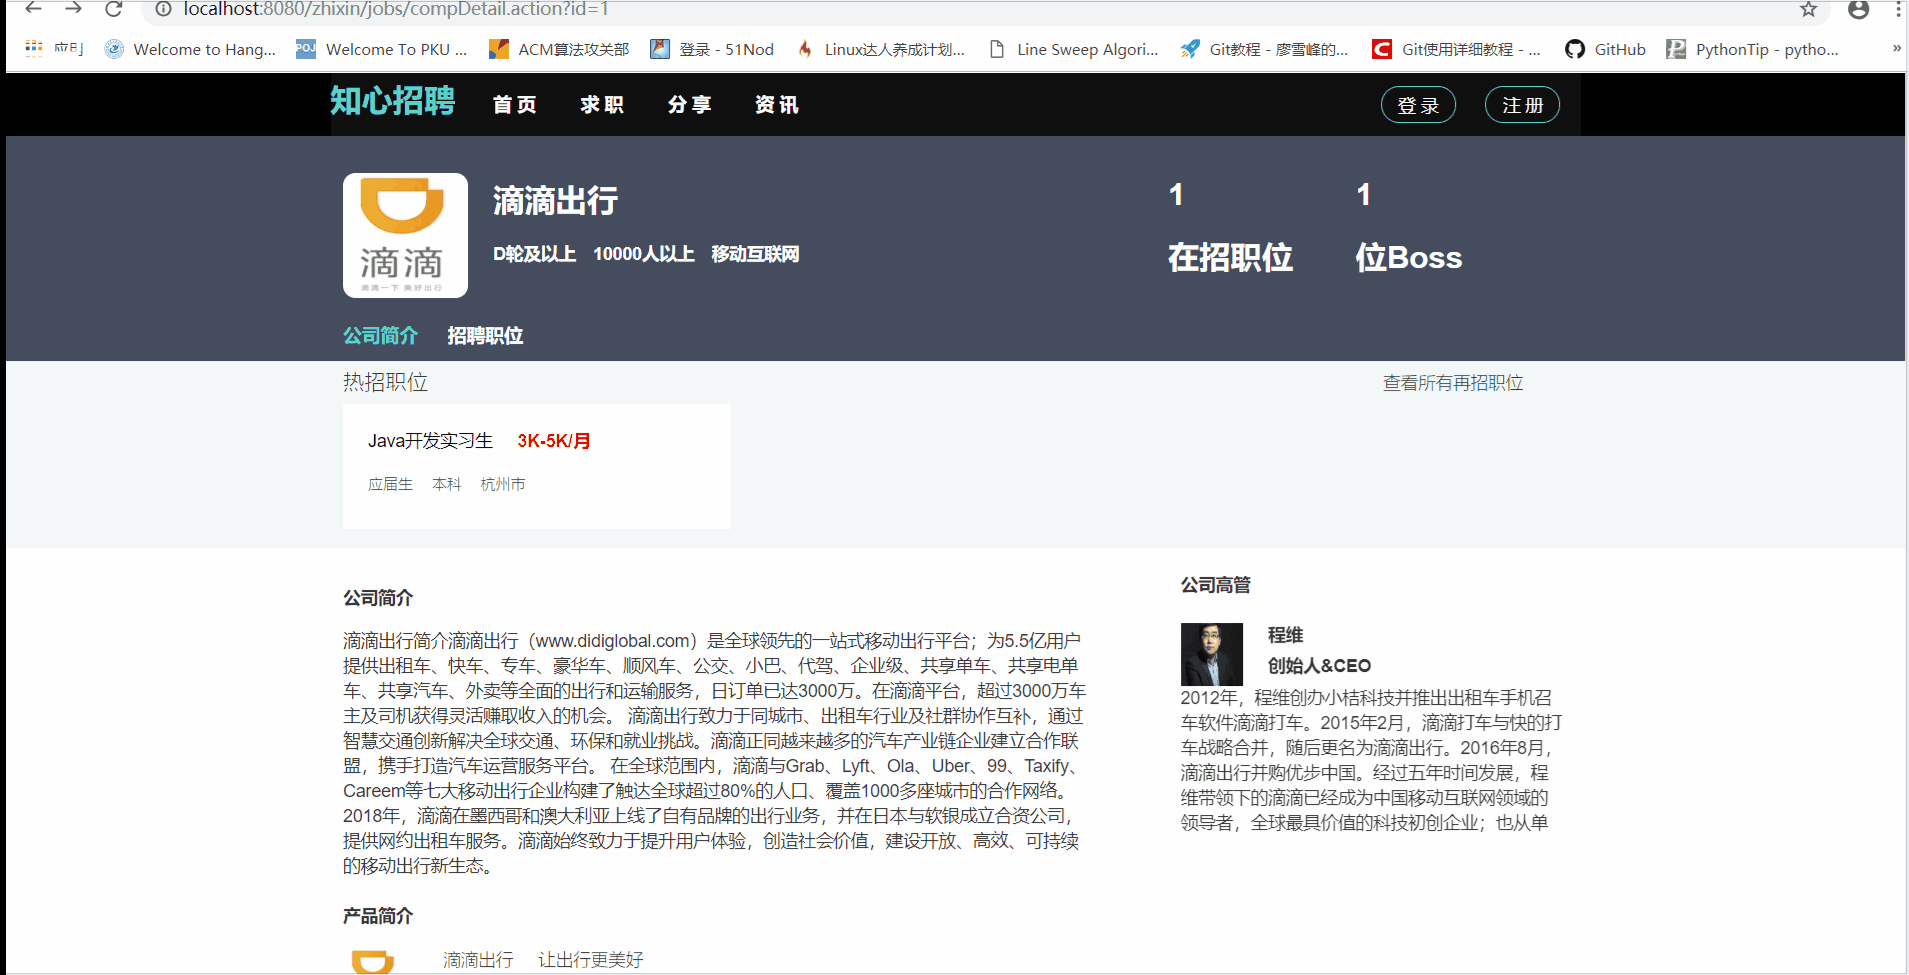 localhost:8080/zhixin/jobs/compDetail.action?id=1
Welcome to Hang... POJ Welcome To PKU ... ACM算法攻关部 登录 - 51Nod Linux达人养成计划... Line Sweep Algori... Git教程 - 廖雪峰的... C Git使用详细教程 - ... GitHub PythonTip - pytho... »
知心招聘 首页 求职 分享 资讯 登录 注册
滴滴
滴滴一下 美好出行
滴滴出行
D轮及以上 10000人以上 移动互联网
1 1
在招职位 位Boss
公司简介 招聘职位
热招职位 查看所有再招职位
Java开发实习生 3K-5K/月
应届生 本科 杭州市
公司简介
滴滴出行简介滴滴出行（www.didiglobal.com）是全球领先的一站式移动出行平台；为5.5亿用户
提供出租车、快车、专车、豪华车、顺风车、公交、小巴、代驾、企业级、共享单车、共享电单
车、共享汽车、外卖等全面的出行和运输服务，日订单已达3000万。在滴滴平台，超过3000万车
主及司机获得灵活赚取收入的机会。 滴滴出行致力于同城市、出租车行业及社群协作互补，通过
智慧交通创新解决全球交通、环保和就业挑战。滴滴正同越来越多的汽车产业链企业建立合作联
盟，携手打造汽车运营服务平台。 在全球范围内，滴滴与Grab、Lyft、Ola、Uber、99、Taxify、
Careem等七大移动出行企业构建了触达全球超过80%的人口、覆盖1000多座城市的合作网络。
2018年，滴滴在墨西哥和澳大利亚上线了自有品牌的出行业务，并在日本与软银成立合资公司，
提供网约出租车服务。滴滴始终致力于提升用户体验，创造社会价值，建设开放、高效、可持续
的移动出行新生态。
公司高管
程维
创始人&CEO
2012年，程维创办小桔科技并推出出租车手机召
车软件滴滴打车。2015年2月，滴滴打车与快的打
车战略合并，随后更名为滴滴出行。2016年8月，
滴滴出行并购优步中国。经过五年时间发展，程
维带领下的滴滴已经成为中国移动互联网领域的
领导者，全球最具价值的科技初创企业；也从单
产品简介
滴滴出行 让出行更美好